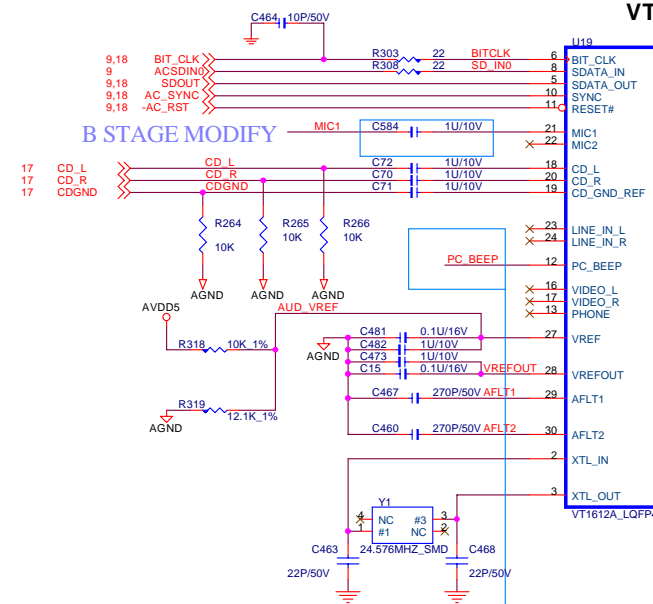 VT
C464 10P/50V
U19
9,18 BIT_CLK R303 22 BITCLK 6 BIT_CLK
9 ACSDIN0 R308 22 SD_IN0 8 SDATA_IN
9,18 SDOUT 5 SDATA_OUT
9,18 AC_SYNC 10 SYNC
9,18 -AC_RST 11 RESET#
B STAGE MODIFY MIC1 C584 1U/10V 21 MIC1
22 MIC2
17 CD_L CD_L C72 1U/10V 18 CD_L
17 CD_R CD_R C70 1U/10V 20 CD_R
17 CDGND CDGND C71 1U/10V 19 CD_GND_REF
R264 R265 R266
10K 10K 10K
23 LINE_IN_L
24 LINE_IN_R
PC_BEEP 12 PC_BEEP
AGND AGND AGND
16 VIDEO_L
17 VIDEO_R
13 PHONE
AVDD5 AUD_VREF
C481 0.1U/16V 27 VREF
R318 10K_1% AGND C482 1U/10V
C473 1U/10V
C15 0.1U/16V VREFOUT 28 VREFOUT
C467 270P/50V AFLT1 29 AFLT1
R319 12.1K_1%
AGND
C460 270P/50V AFLT2 30 AFLT2
2 XTL_IN
3 XTL_OUT
VT1612A_LQFP4
Y1
4 NC #3 3
1 #1 NC 2
C463 24.576MHZ_SMD C468
22P/50V 22P/50V